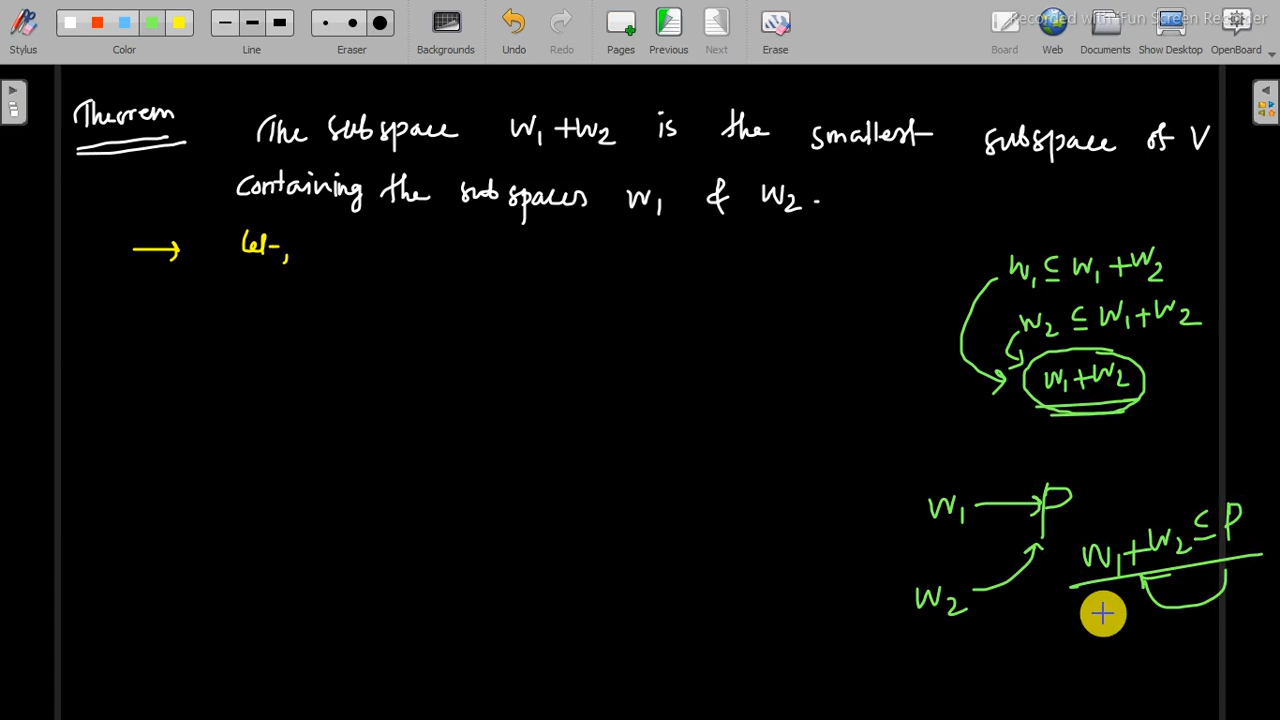 Recorded with iFun Screen Recorder
Stylus Color Line Eraser Backgrounds Undo Redo Pages Previous Next Erase Board Web Documents Show Desktop OpenBoard
Theorem The subspace W₁+W₂ is the smallest subspace of V
containing the subspaces W₁ & W₂.
→ Let,
W₁ ⊆ W₁+W₂
W₂ ⊆ W₁+W₂
W₁+W₂
W₁ → P
W₁+W₂ ⊆ P
W₂